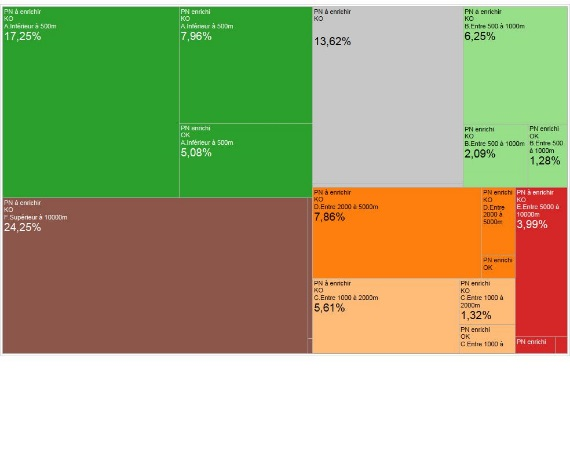 PN à enrichir
KO
A.Inférieur à 500m
17,25%
PN enrichi
KO
A.Inférieur à 500m
7,96%
PN enrichi
OK
A.Inférieur à 500m
5,08%
PN à enrichir
KO
13,62%
PN à enrichir
KO
B.Entre 500 à 1000m
6,25%
PN enrichi
KO
B.Entre 500 à 1000m
2,09%
PN enrichi
OK
B.Entre 500
à 1000m
1,28%
PN à enrichir
KO
F.Supérieur à 10000m
24,25%
PN à enrichir
KO
D.Entre 2000 à 5000m
7,86%
PN enrichi
KO
D.Entre
2000 à
5000m
PN enrichi
OK
PN à enrichir
KO
E.Entre 5000 à
10000m
3,99%
PN à enrichir
KO
C.Entre 1000 à 2000m
5,61%
PN enrichi
KO
C.Entre 1000 à
2000m
1,32%
PN enrichi
OK
C.Entre 1000 à
PN enrichi